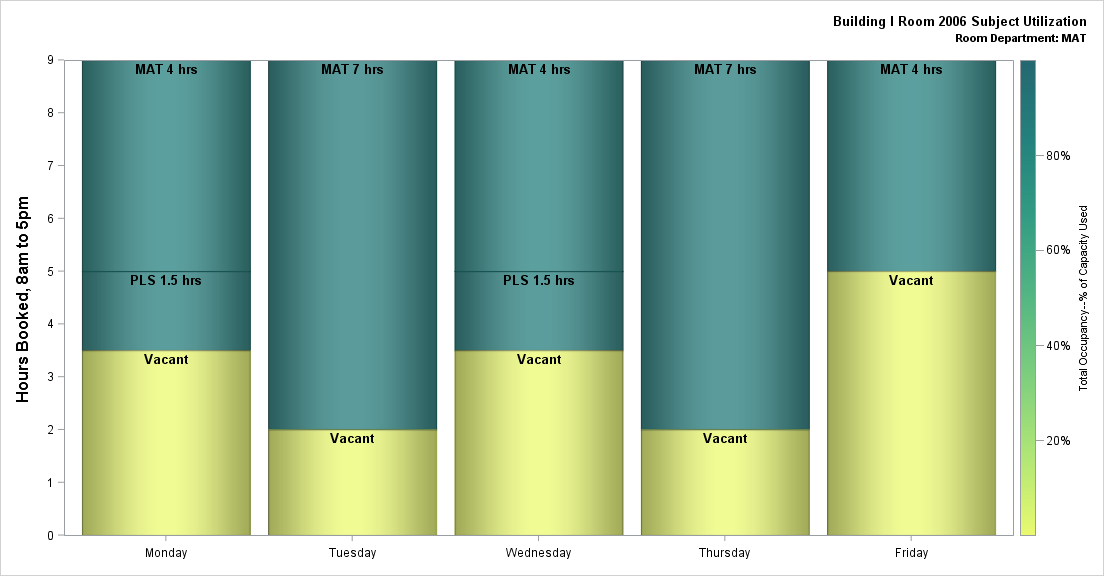 Building I Room 2006 Subject Utilization
Room Department: MAT
Hours Booked, 8am to 5pm
9
8
7
6
5
4
3
2
1
0
MAT 4 hrs
PLS 1.5 hrs
Vacant
MAT 7 hrs
Vacant
MAT 4 hrs
PLS 1.5 hrs
Vacant
MAT 7 hrs
Vacant
MAT 4 hrs
Vacant
Monday
Tuesday
Wednesday
Thursday
Friday
80%
60%
40%
20%
Total Occupancy--% of Capacity Used